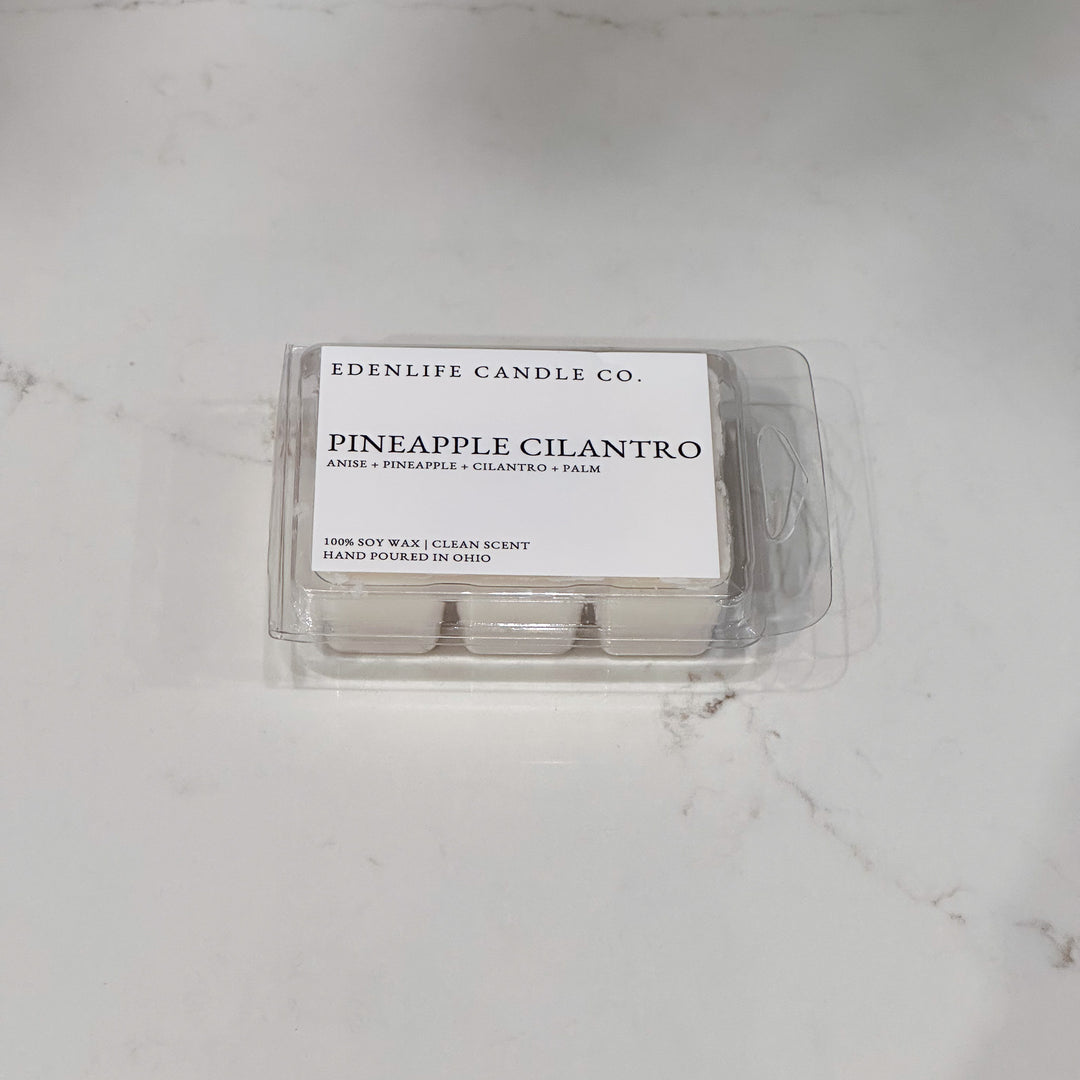 EDENLIFE CANDLE CO.
PINEAPPLE CILANTRO
ANISE + PINEAPPLE + CILANTRO + PALM
100% SOY WAX | CLEAN SCENT
HAND POURED IN OHIO